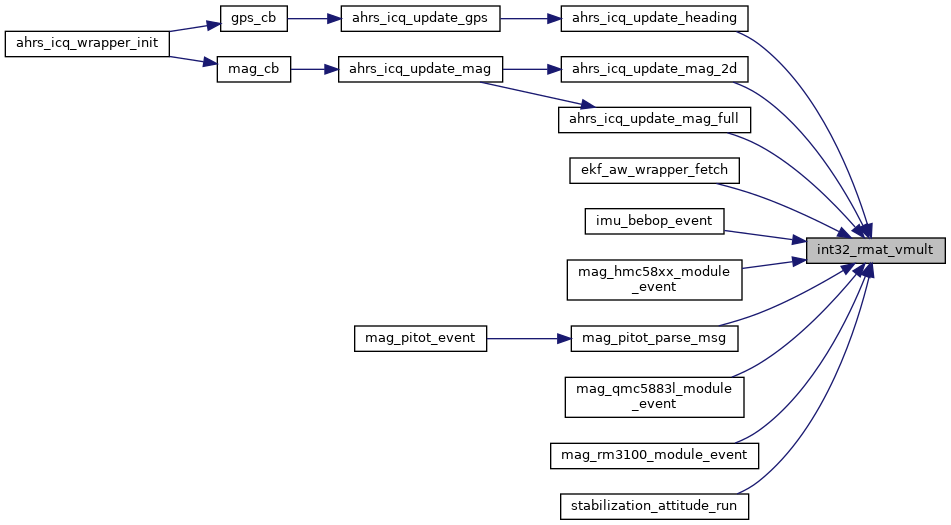 gps_cb
ahrs_icq_update_gps
ahrs_icq_update_heading
ahrs_icq_wrapper_init
mag_cb
ahrs_icq_update_mag
ahrs_icq_update_mag_2d
ahrs_icq_update_mag_full
ekf_aw_wrapper_fetch
imu_bebop_event
int32_rmat_vmult
mag_hmc58xx_module
_event
mag_pitot_event
mag_pitot_parse_msg
mag_qmc5883l_module
_event
mag_rm3100_module_event
stabilization_attitude_run